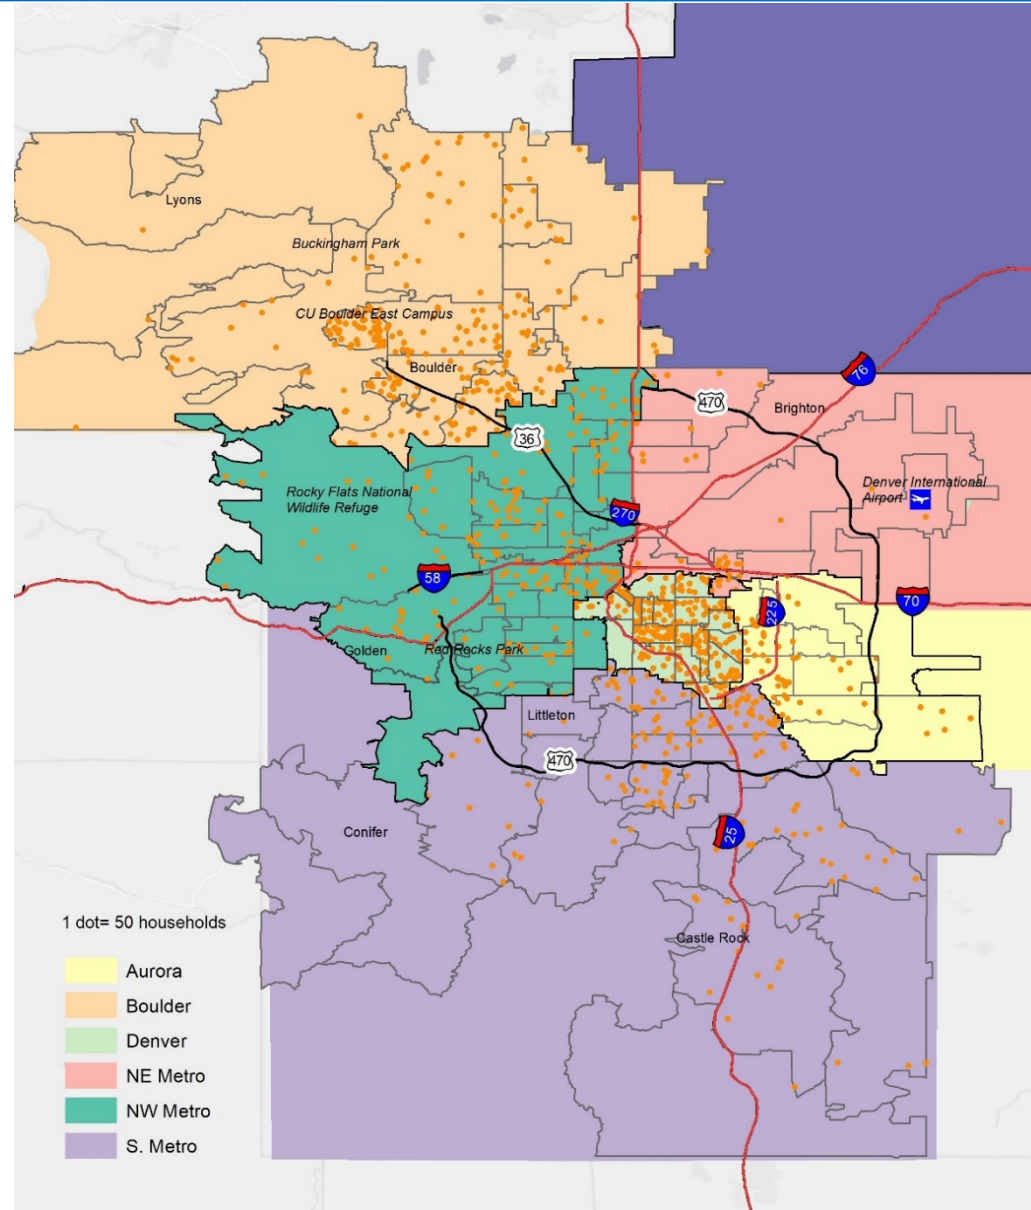 Lyons
Buckingham Park
CU Boulder East Campus
Boulder
76
470
Brighton
36
Rocky Flats National
Wildlife Refuge
Denver International
Airport
270
58
70
225
Golden
Red Rocks Park
Littleton
470
Conifer
25
Castle Rock
1 dot= 50 households
Aurora
Boulder
Denver
NE Metro
NW Metro
S. Metro